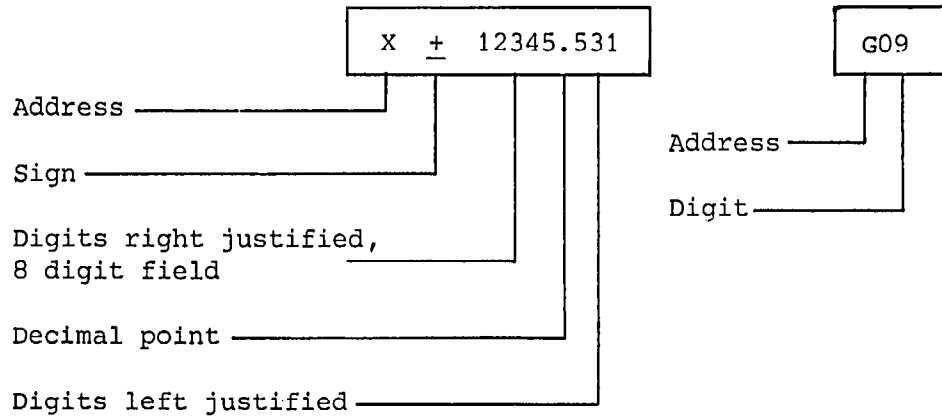 X ± 12345.531
G09
Address
Sign
Digits right justified,
8 digit field
Decimal point
Digits left justified
Address
Digit